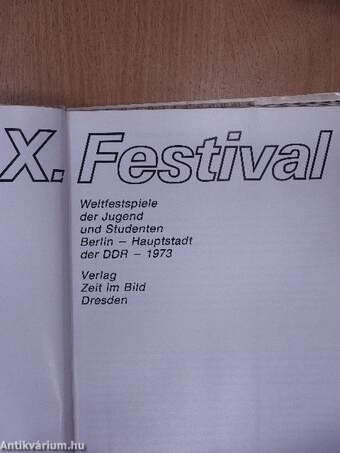 X. Festival
Weltfestspiele
der Jugend
und Studenten
Berlin – Hauptstadt
der DDR – 1973
Verlag
Zeit im Bild
Dresden
Antikvárium.hu